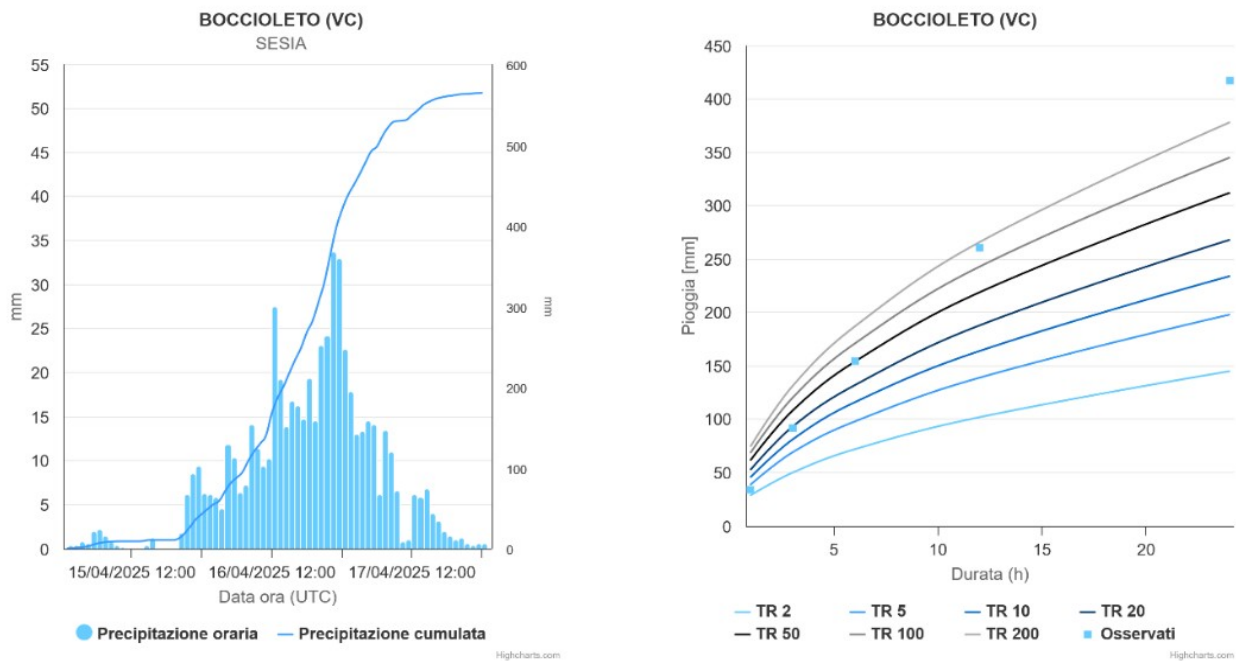 BOCCIOLETO (VC)
SESIA
55
50
45
40
35
30
25
20
15
10
5
0
mm
600
500
400
300
200
100
0
mm
15/04/2025 12:00 16/04/2025 12:00 17/04/2025 12:00
Data ora (UTC)
Precipitazione oraria Precipitazione cumulata
Highcharts.com
BOCCIOLETO (VC)
450
400
350
300
250
200
150
100
50
0
Pioggia [mm]
5 10 15 20
Durata (h)
TR 2 TR 5 TR 10 TR 20
TR 50 TR 100 TR 200 Osservati
Highcharts.com